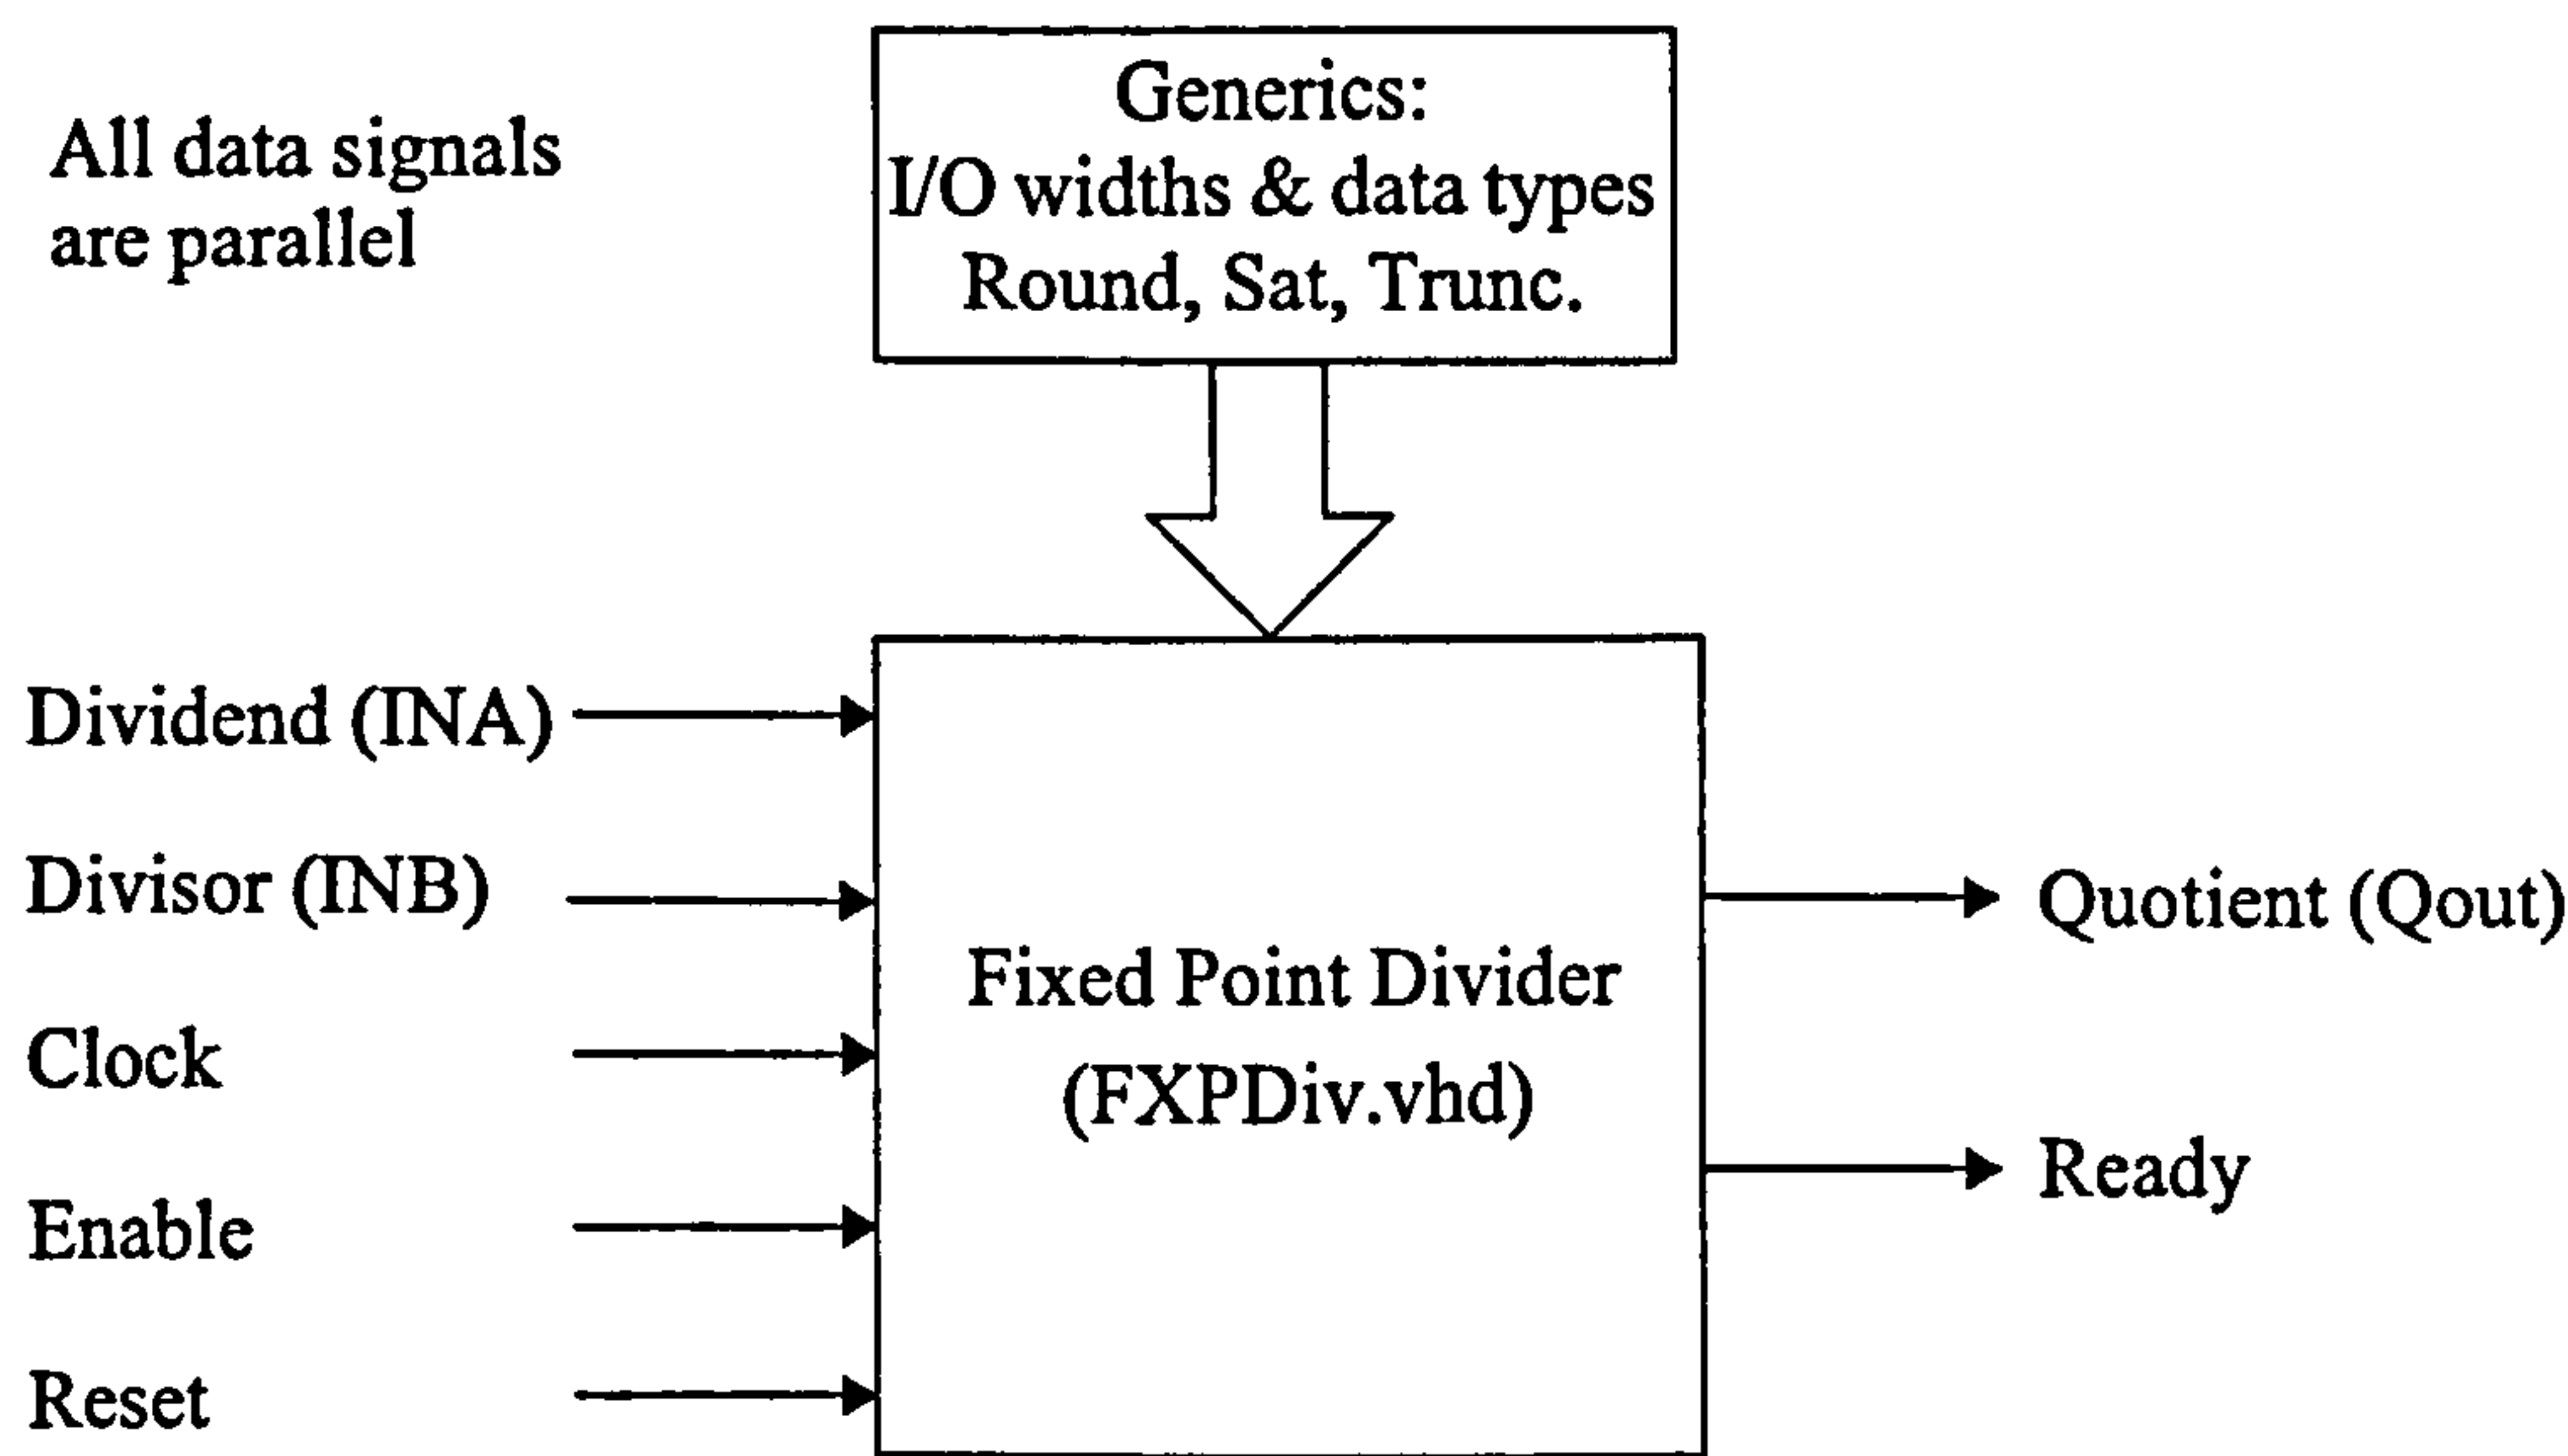 All data signals
are parallel
Generics:
I/O widths & data types
Round, Sat, Trunc.
Dividend (INA)
Divisor (INB)
Clock
Enable
Reset
Fixed Point Divider
(FXPDiv.vhd)
Quotient (Qout)
Ready